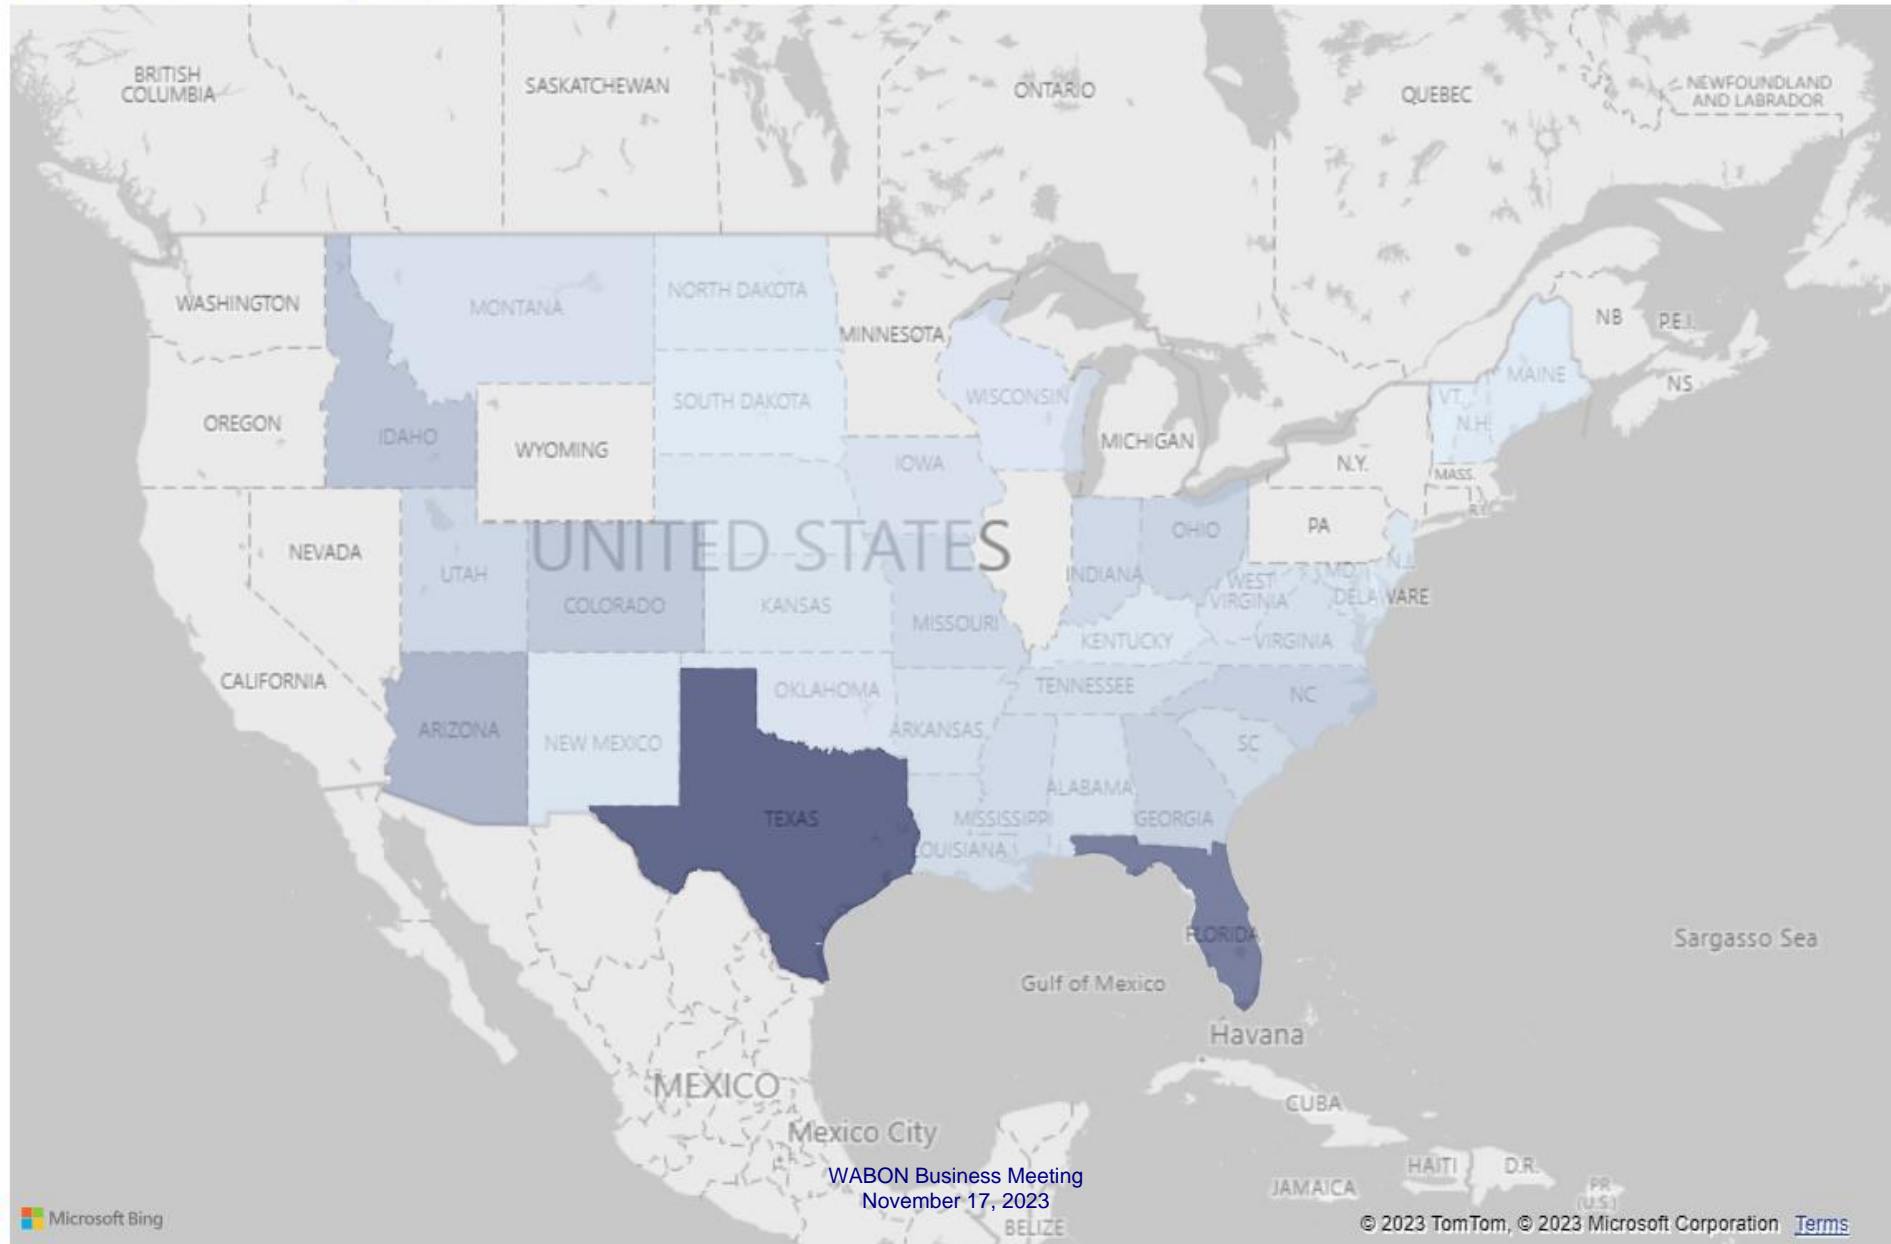 BRITISH
COLUMBIA
SASKATCHEWAN
ONTARIO
QUEBEC
NEWFOUNDLAND
AND LABRADOR
WASHINGTON
MONTANA
NORTH DAKOTA
MINNESOTA
NB
P.E.I.
NS
OREGON
IDAHO
WYOMING
SOUTH DAKOTA
WISCONSIN
MICHIGAN
VT.
MAINE
N.H.
IOWA
N.Y.
MASS.
R.I.
NEVADA
UTAH
UNITED STATES
COLORADO
KANSAS
MISSOURI
INDIANA
OHIO
PA
N.J.
MD.
WEST
VIRGINIA
DELAWARE
KENTUCKY
VIRGINIA
CALIFORNIA
ARIZONA
NEW MEXICO
OKLAHOMA
ARKANSAS
TENNESSEE
NC
SC
TEXAS
LOUISIANA
MISSISSIPPI
ALABAMA
GEORGIA
FLORIDA
Gulf of Mexico
Sargasso Sea
Havana
MEXICO
Mexico City
CUBA
HAITI
D.R.
PR
(U.S.)
JAMAICA
BELIZE
WABON Business Meeting
November 17, 2023
Microsoft Bing
© 2023 TomTom, © 2023 Microsoft Corporation Terms